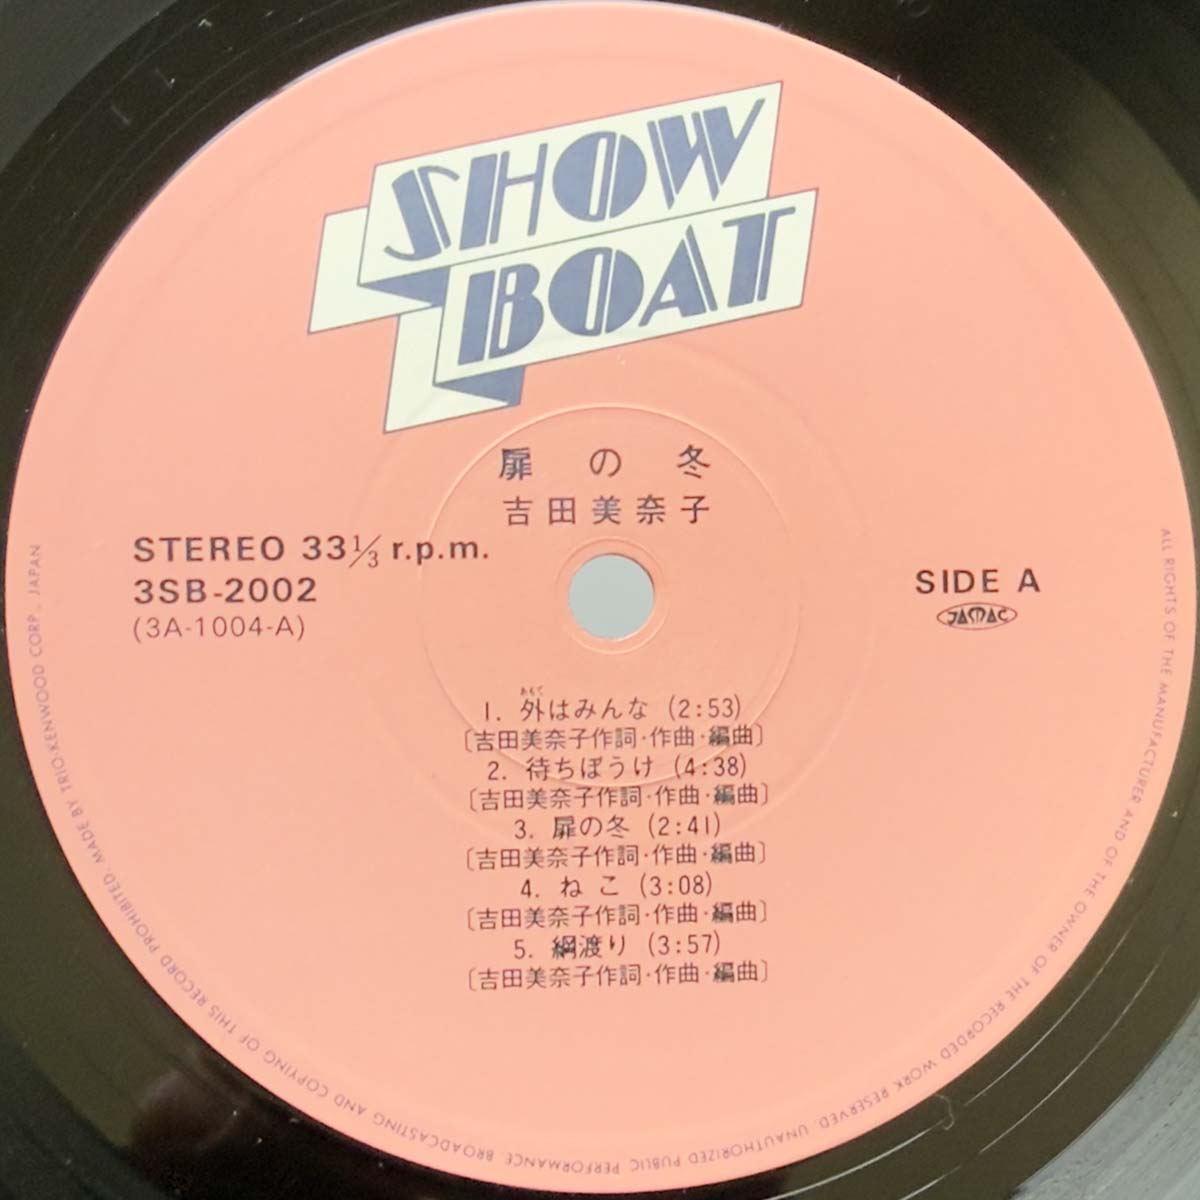 SHOW
BOAT
扉の冬
吉田美奈子
STEREO 33⅓ r.p.m.
3SB-2002
(3A-1004-A)
SIDE A
JASRAC
おもて
1. 外はみんな (2:53)
〔吉田美奈子作詞・作曲・編曲〕
2. 待ちぼうけ (4:38)
〔吉田美奈子作詞・作曲・編曲〕
3. 扉の冬 (2:41)
〔吉田美奈子作詞・作曲・編曲〕
4. ねこ (3:08)
〔吉田美奈子作詞・作曲・編曲〕
5. 綱渡り (3:57)
〔吉田美奈子作詞・作曲・編曲〕
ALL RIGHTS OF THE MANUFACTURER AND OF THE OWNER OF THE RECORDED WORK RESERVED. UNAUTHORIZED PUBLIC PERFORMANCE BROADCASTING AND COPYING OF THIS RECORD PROHIBITED. MADE BY TRIO-KENWOOD CORP., JAPAN